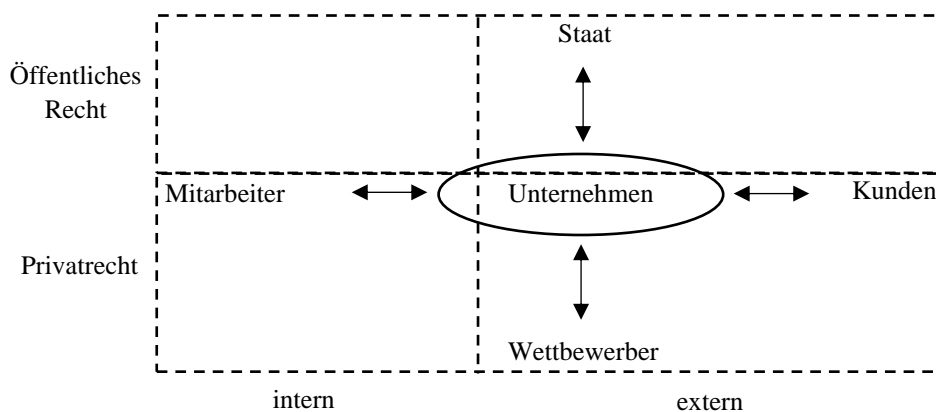 Staat
Öffentliches
Recht
Mitarbeiter
Unternehmen
Kunden
Privatrecht
Wettbewerber
intern
extern